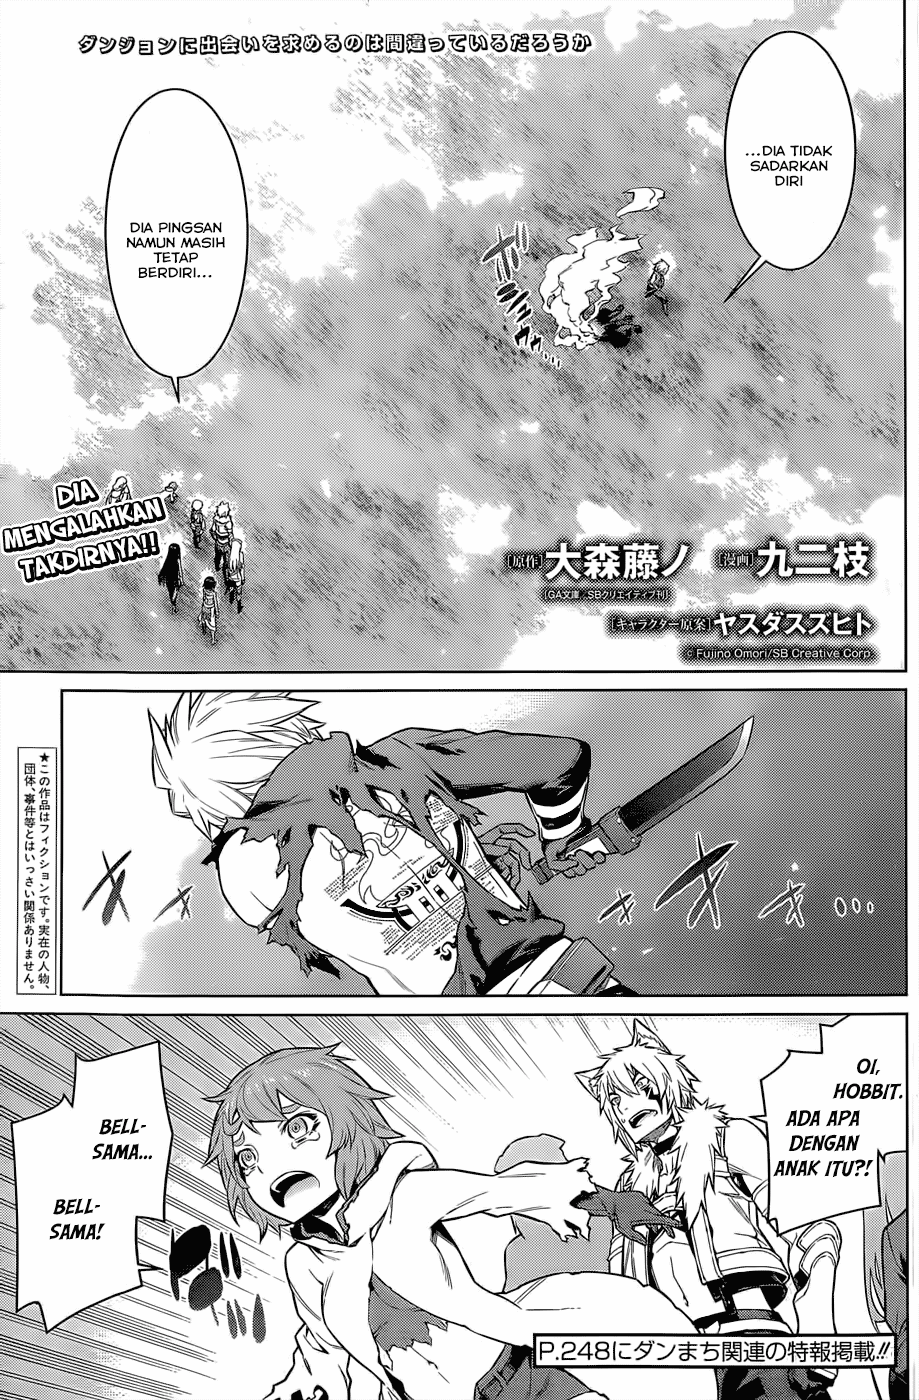 ダンジョンに出会いを求めるのは間違っているだろうか
...DIA TIDAK
SADARKAN
DIRI
DIA PINGSAN
NAMUN MASIH
TETAP
BERDIRI...
DIA
MENGALAHKAN
TAKDIRNYA!!
[原作]大森藤ノ [漫画]九二枝
(GA文庫/SBクリエイティブ刊)
[キャラクター原案]ヤスダスズヒト
© Fujino Omori/SB Creative Corp.
★この作品はフィクションです。実在の人物、
団体、事件等とはいっさい関係ありません。
OI,
HOBBIT.
ADA APA
DENGAN
ANAK ITU?!
BELL-
SAMA...
BELL-
SAMA!
P.248にダンまち関連の特報掲載!!